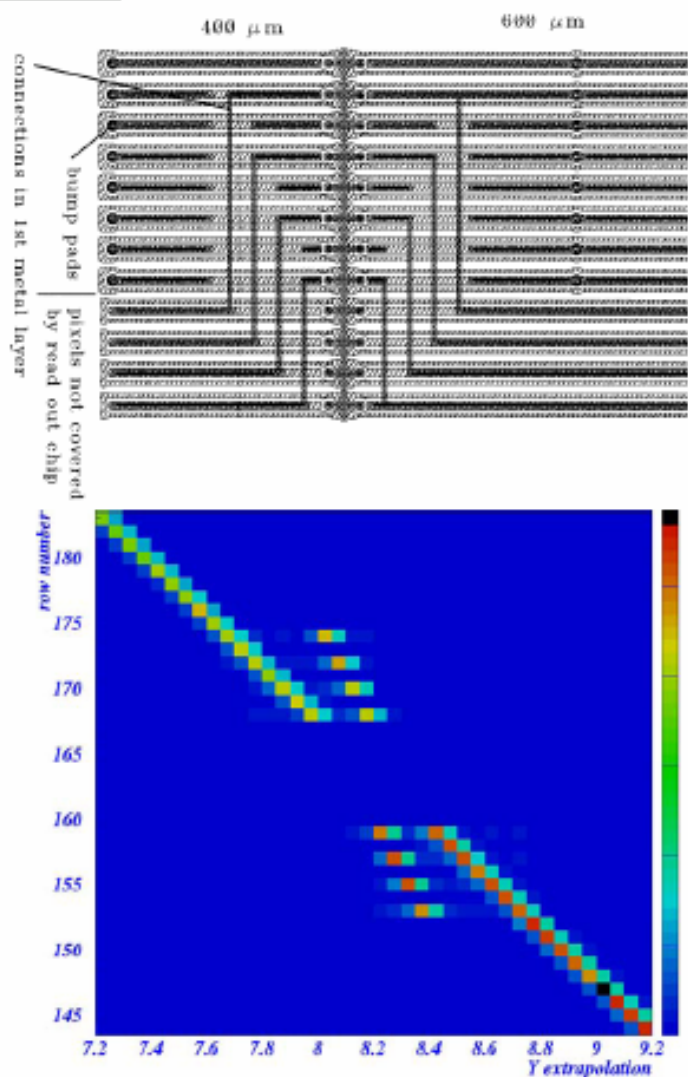 400 μm
600 μm
connections in 1st metal layer
bump pads
pixels not covered
by read out chip
row number
180
175
170
165
160
155
150
145
7.2 7.4 7.6 7.8 8 8.2 8.4 8.6 8.8 9 9.2
Y extrapolation